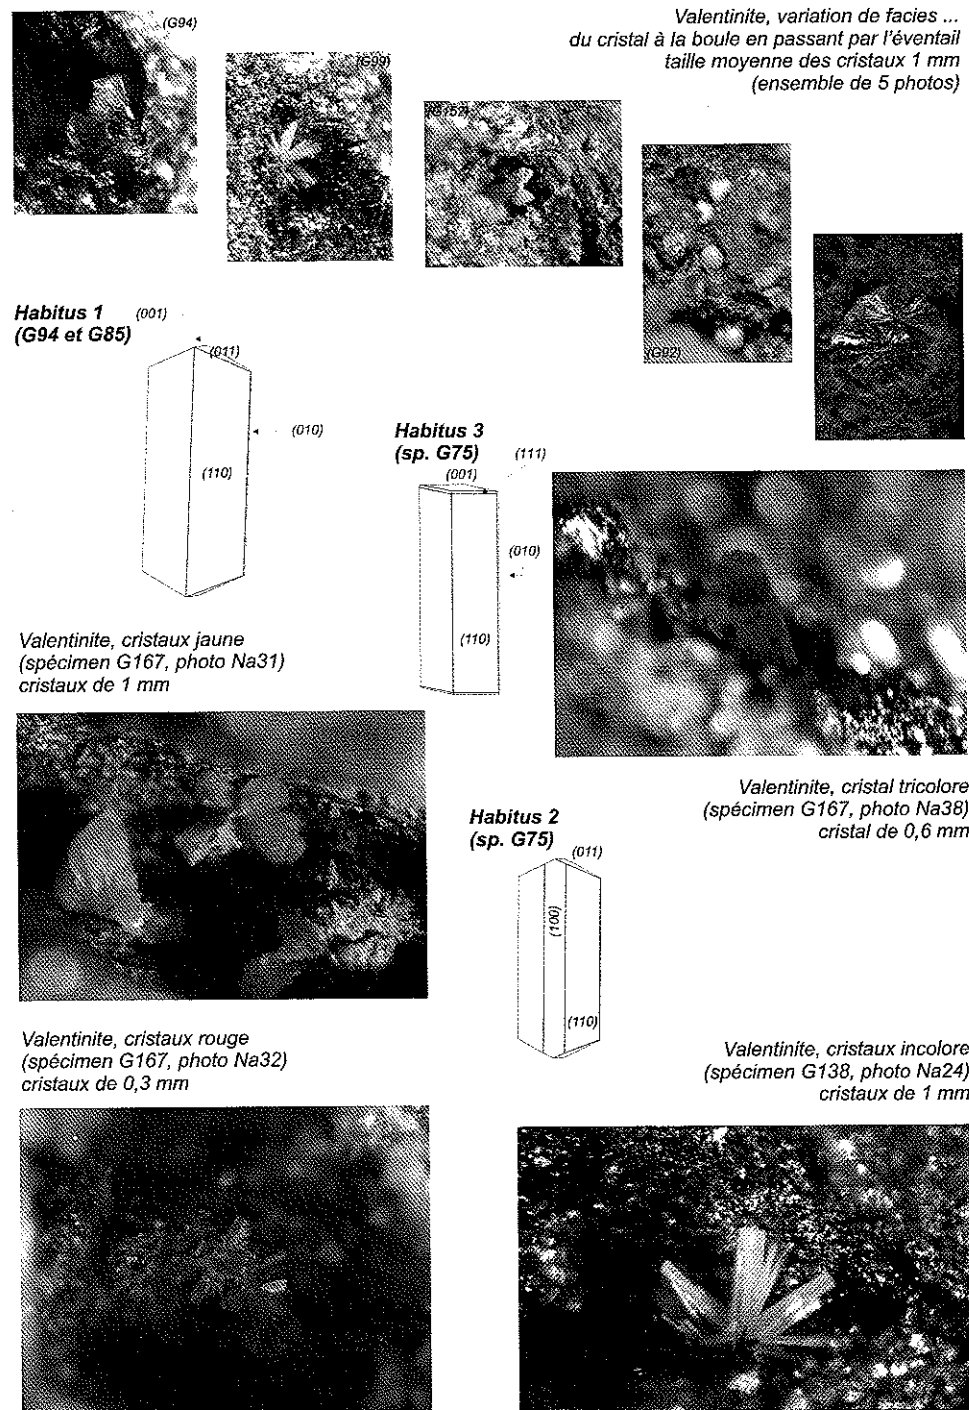 (G94)
Valentinite, variation de facies ...
du cristal à la boule en passant par l'éventail
taille moyenne des cristaux 1 mm
(ensemble de 5 photos)
(G99)
(G152)
(G92)
Habitus 1
(G94 et G85)
(001)
(011)
(010)
(110)
Habitus 3
(sp. G75)
(111)
(001)
(010)
(110)
Valentinite, cristaux jaune
(spécimen G167, photo Na31)
cristaux de 1 mm
Valentinite, cristal tricolore
(spécimen G167, photo Na38)
cristal de 0,6 mm
Habitus 2
(sp. G75)
(011)
(100)
(110)
Valentinite, cristaux rouge
(spécimen G167, photo Na32)
cristaux de 0,3 mm
Valentinite, cristaux incolore
(spécimen G138, photo Na24)
cristaux de 1 mm